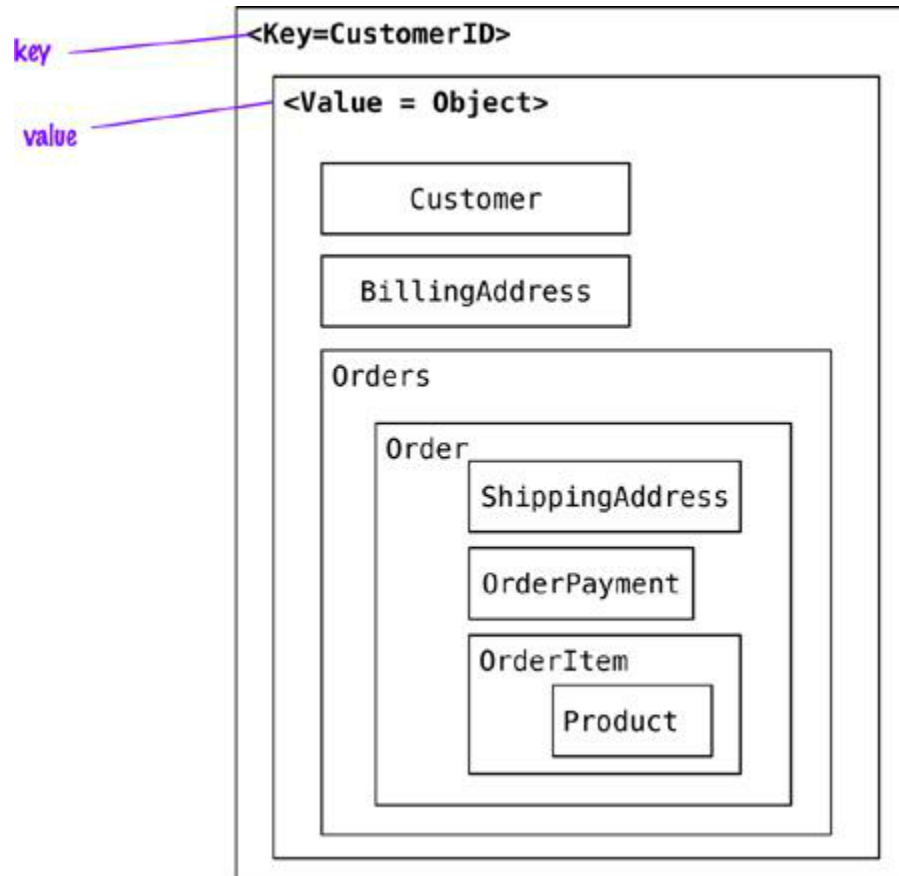 <Key=CustomerID>
key
<Value = Object>
value
Customer
BillingAddress
Orders
Order
ShippingAddress
OrderPayment
OrderItem
Product